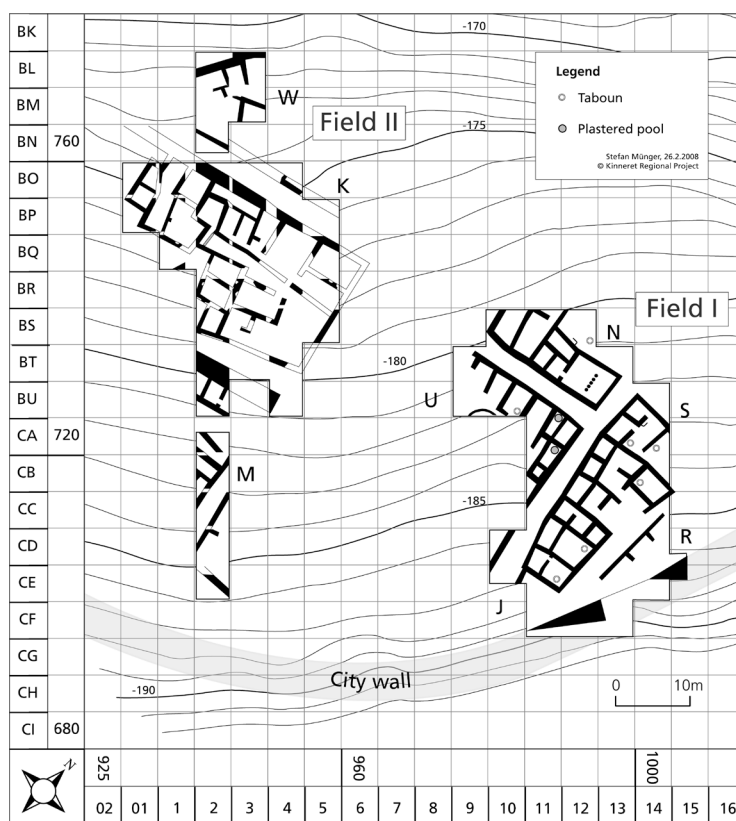 BK
BL
BM
BN 760
BO
BP
BQ
BR
BS
BT
BU
CA 720
CB
CC
CD
CE
CF
CG
CH
CI 680
-170
W
Field II
-175
K
Legend
Taboun
Plastered pool
Stefan Münger, 26.2.2008
© Kinneret Regional Project
Field I
N
-180
U
S
M
-185
R
J
City wall
-190
0 10m
N
925 960 1000
02 01 1 2 3 4 5 6 7 8 9 10 11 12 13 14 15 16